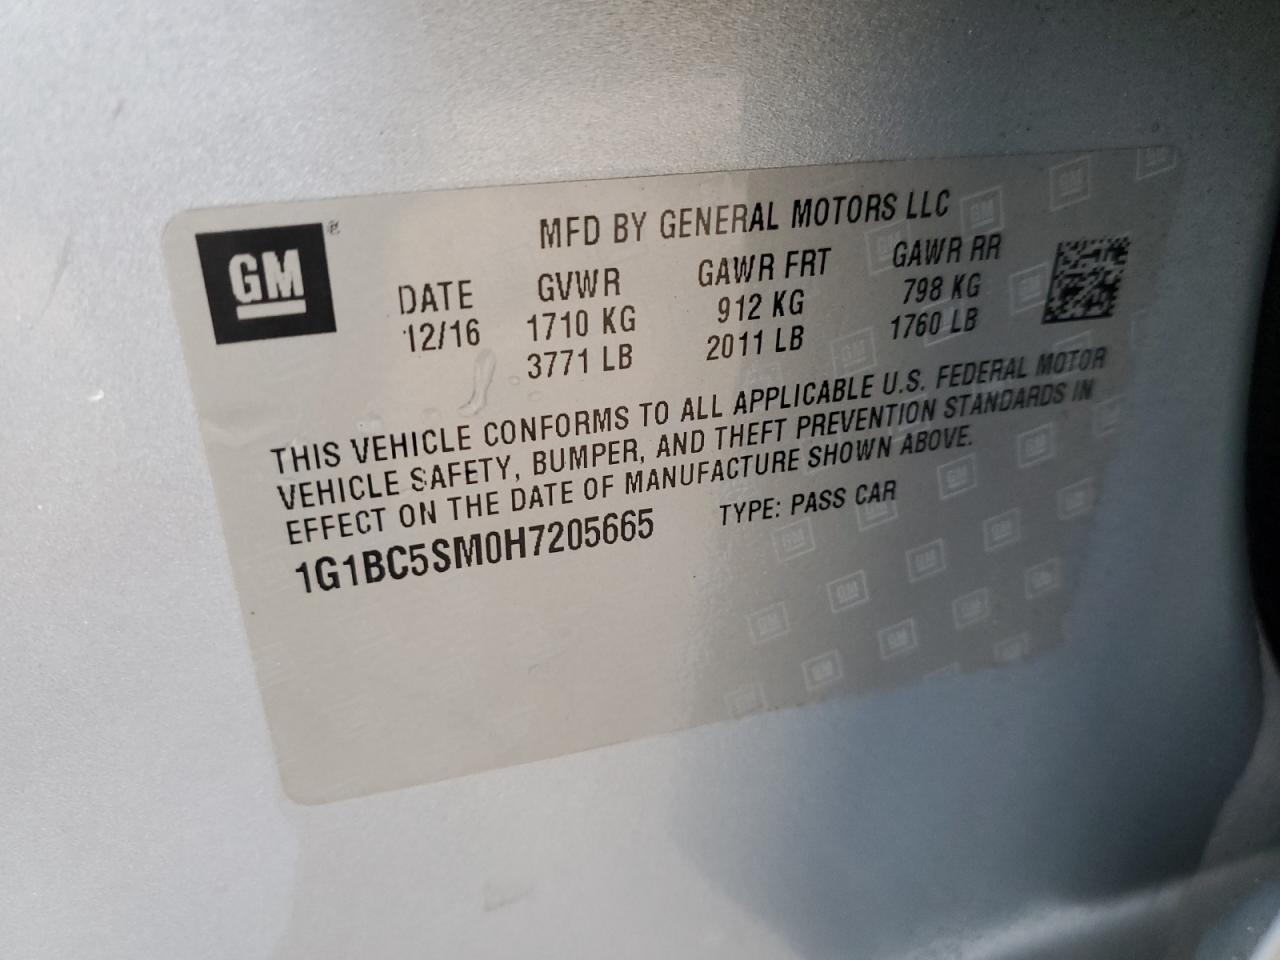 GM
MFD BY GENERAL MOTORS LLC
DATE GVWR GAWR FRT GAWR RR
12/16 1710 KG 912 KG 798 KG
3771 LB 2011 LB 1760 LB
THIS VEHICLE CONFORMS TO ALL APPLICABLE U.S. FEDERAL MOTOR
VEHICLE SAFETY, BUMPER, AND THEFT PREVENTION STANDARDS IN
EFFECT ON THE DATE OF MANUFACTURE SHOWN ABOVE.
1G1BC5SM0H7205665 TYPE: PASS CAR